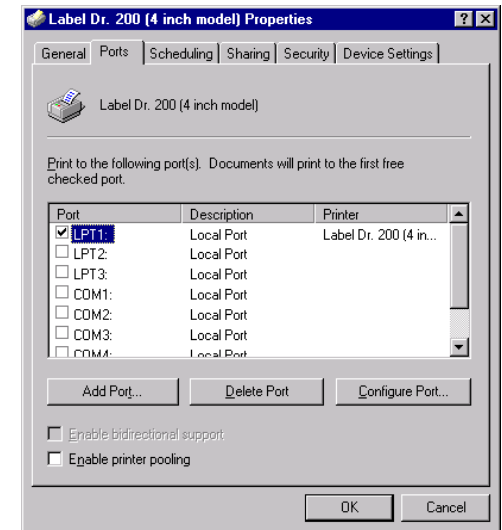 Label Dr. 200 (4 inch model) Properties
General Ports Scheduling Sharing Security Device Settings
Label Dr. 200 (4 inch model)
Print to the following port(s). Documents will print to the first free
checked port.
Port Description Printer
LPT1: Local Port Label Dr. 200 (4 in...
LPT2: Local Port
LPT3: Local Port
COM1: Local Port
COM2: Local Port
COM3: Local Port
COM4: Local Port
Add Port... Delete Port Configure Port...
Enable bidirectional support
Enable printer pooling
OK Cancel